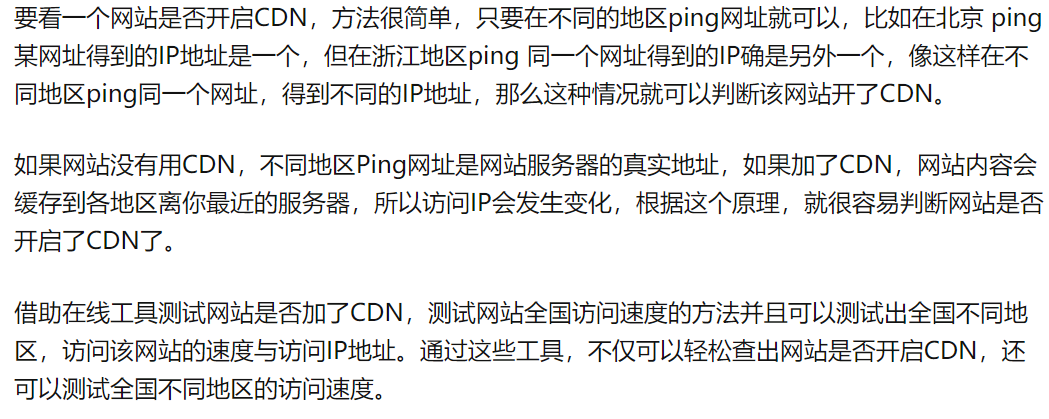 要看一个网站是否开启CDN，方法很简单，只要在不同的地区ping网址就可以，比如在北京 ping
某网址得到的IP地址是一个，但在浙江地区ping 同一个网址得到的IP确是另外一个，像这样在不
同地区ping同一个网址，得到不同的IP地址，那么这种情况就可以判断该网站开了CDN。
如果网站没有用CDN，不同地区Ping网址是网站服务器的真实地址，如果加了CDN，网站内容会
缓存到各地区离你最近的服务器，所以访问IP会发生变化，根据这个原理，就很容易判断网站是否
开启了CDN了。
借助在线工具测试网站是否加了CDN，测试网站全国访问速度的方法并且可以测试出全国不同地
区，访问该网站的速度与访问IP地址。通过这些工具，不仅可以轻松查出网站是否开启CDN，还
可以测试全国不同地区的访问速度。